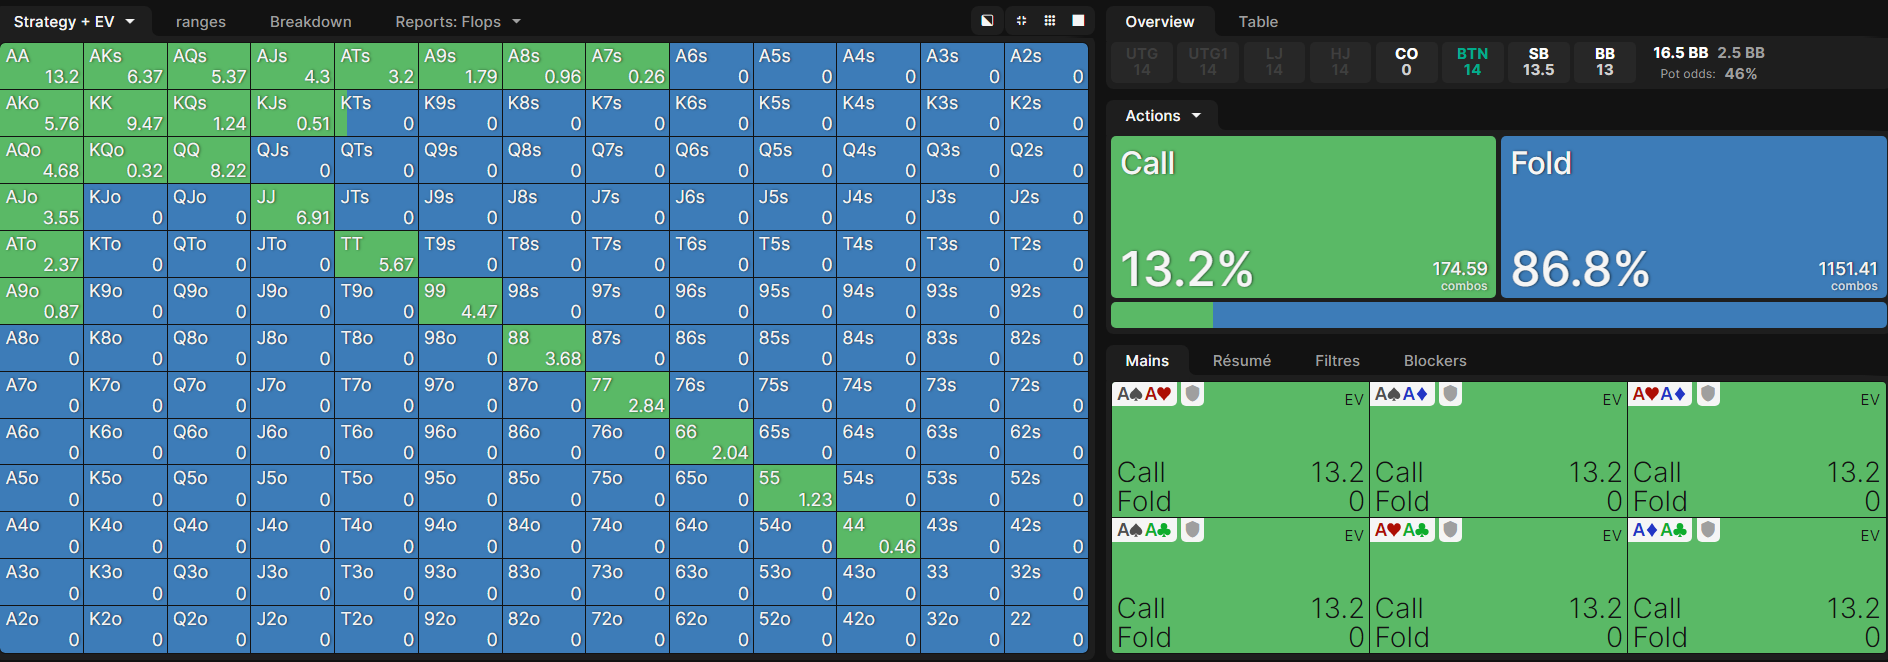 Strategy + EV ranges Breakdown Reports: Flops
AA AKs AQs AJs ATs A9s A8s A7s A6s A5s A4s A3s A2s
13.2 6.37 5.37 4.3 3.2 1.79 0.96 0.26 0 0 0 0 0
AKo KK KQs KJs KTs K9s K8s K7s K6s K5s K4s K3s K2s
5.76 9.47 1.24 0.51 0 0 0 0 0 0 0 0 0
AQo KQo QQ QJs QTs Q9s Q8s Q7s Q6s Q5s Q4s Q3s Q2s
4.68 0.32 8.22 0 0 0 0 0 0 0 0 0 0
AJo KJo QJo JJ JTs J9s J8s J7s J6s J5s J4s J3s J2s
3.55 0 0 6.91 0 0 0 0 0 0 0 0 0
ATo KTo QTo JTo TT T9s T8s T7s T6s T5s T4s T3s T2s
2.37 0 0 0 5.67 0 0 0 0 0 0 0 0
A9o K9o Q9o J9o T9o 99 98s 97s 96s 95s 94s 93s 92s
0.87 0 0 0 0 4.47 0 0 0 0 0 0 0
A8o K8o Q8o J8o T8o 98o 88 87s 86s 85s 84s 83s 82s
0 0 0 0 0 0 3.68 0 0 0 0 0 0
A7o K7o Q7o J7o T7o 97o 87o 77 76s 75s 74s 73s 72s
0 0 0 0 0 0 0 2.84 0 0 0 0 0
A6o K6o Q6o J6o T6o 96o 86o 76o 66 65s 64s 63s 62s
0 0 0 0 0 0 0 0 2.04 0 0 0 0
A5o K5o Q5o J5o T5o 95o 85o 75o 65o 55 54s 53s 52s
0 0 0 0 0 0 0 0 0 1.23 0 0 0
A4o K4o Q4o J4o T4o 94o 84o 74o 64o 54o 44 43s 42s
0 0 0 0 0 0 0 0 0 0 0.46 0 0
A3o K3o Q3o J3o T3o 93o 83o 73o 63o 53o 43o 33 32s
0 0 0 0 0 0 0 0 0 0 0 0 0
A2o K2o Q2o J2o T2o 92o 82o 72o 62o 52o 42o 32o 22
0 0 0 0 0 0 0 0 0 0 0 0 0
Overview Table
UTG UTG1 LJ HJ CO BTN SB BB 16.5 BB 2.5 BB
14 14 14 14 0 14 13.5 13 Pot odds: 46%
Actions
Call Fold
13.2% 174.59 combos 86.8% 1151.41 combos
Mains Résumé Filtres Blockers
A♠A♥ EV A♠A♦ EV A♥A♦ EV
Call 13.2 Call 13.2 Call 13.2
Fold 0 Fold 0 Fold 0
A♠A♣ EV A♥A♣ EV A♦A♣ EV
Call 13.2 Call 13.2 Call 13.2
Fold 0 Fold 0 Fold 0